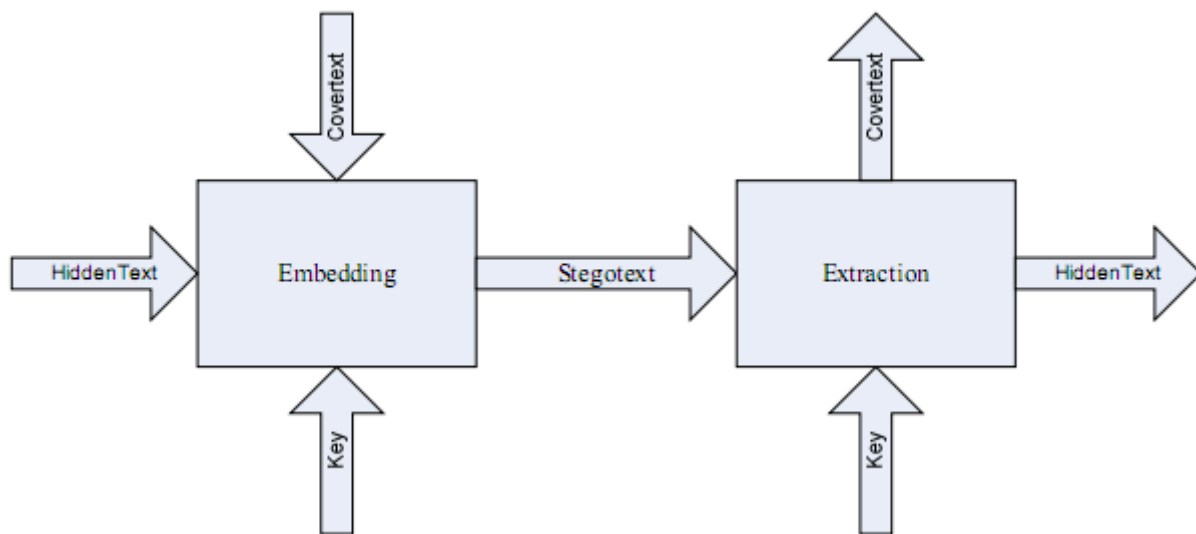 Covertext
Covertext
HiddenText
Embedding
Stegotext
Extraction
HiddenText
Key
Key